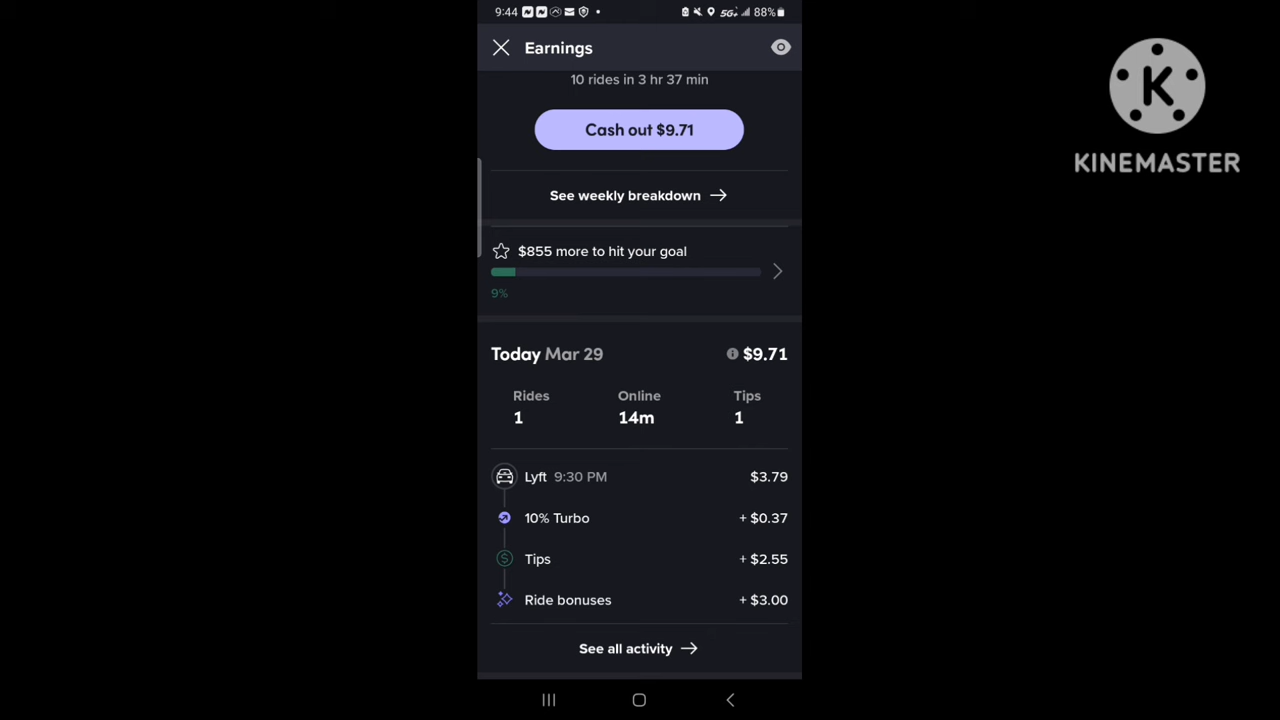 9:44 5G+ 88%
Earnings
10 rides in 3 hr 37 min
Cash out $9.71
See weekly breakdown
$855 more to hit your goal
9%
Today Mar 29 $9.71
Rides Online Tips
1 14m 1
Lyft 9:30 PM $3.79
10% Turbo + $0.37
Tips + $2.55
Ride bonuses + $3.00
See all activity
K
KINEMASTER